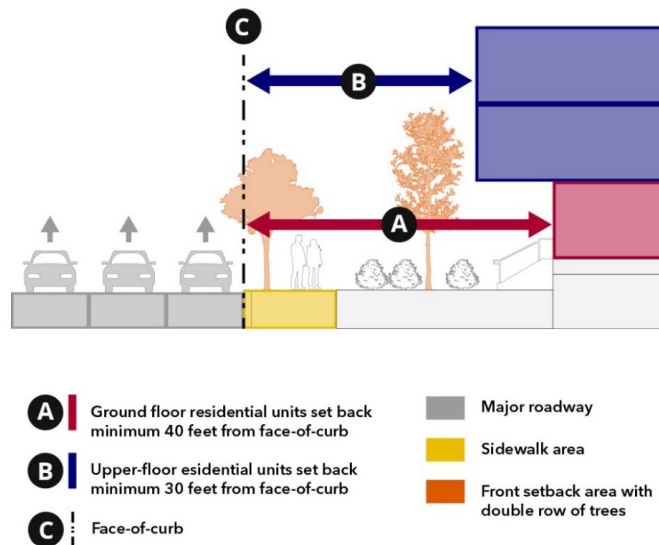 C
B
A
A Ground floor residential units set back
minimum 40 feet from face-of-curb
B Upper-floor esidential units set back
minimum 30 feet from face-of-curb
C Face-of-curb
Major roadway
Sidewalk area
Front setback area with
double row of trees